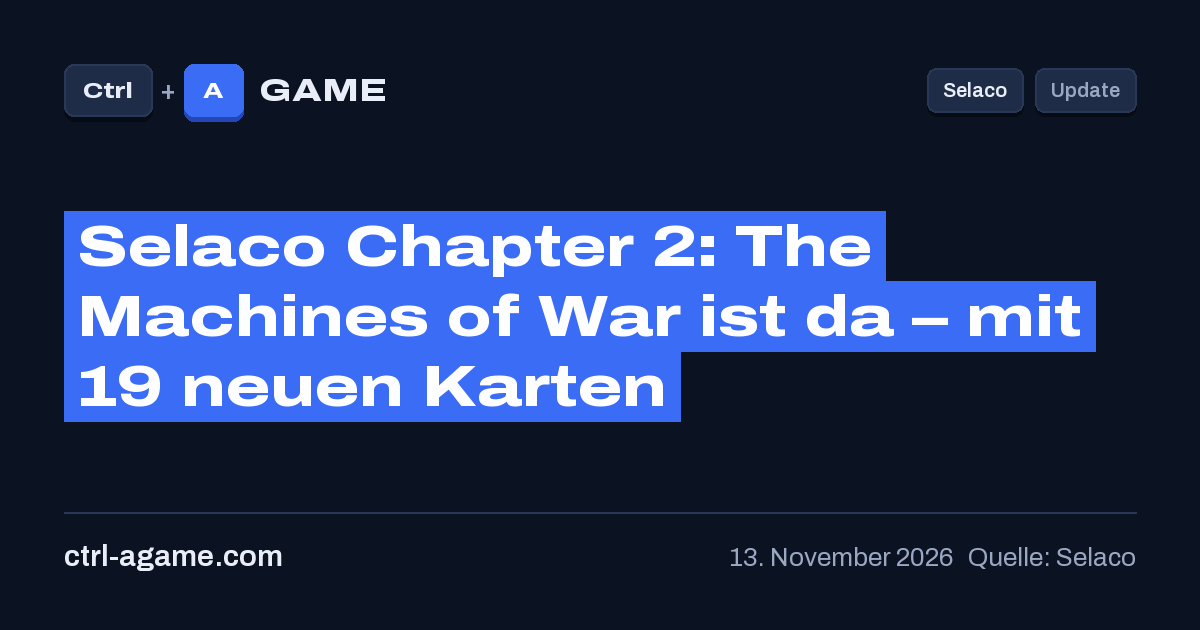 Ctrl + A GAME
Selaco Update
Selaco Chapter 2: The
Machines of War ist da – mit
19 neuen Karten
ctrl-agame.com
13. November 2026 Quelle: Selaco